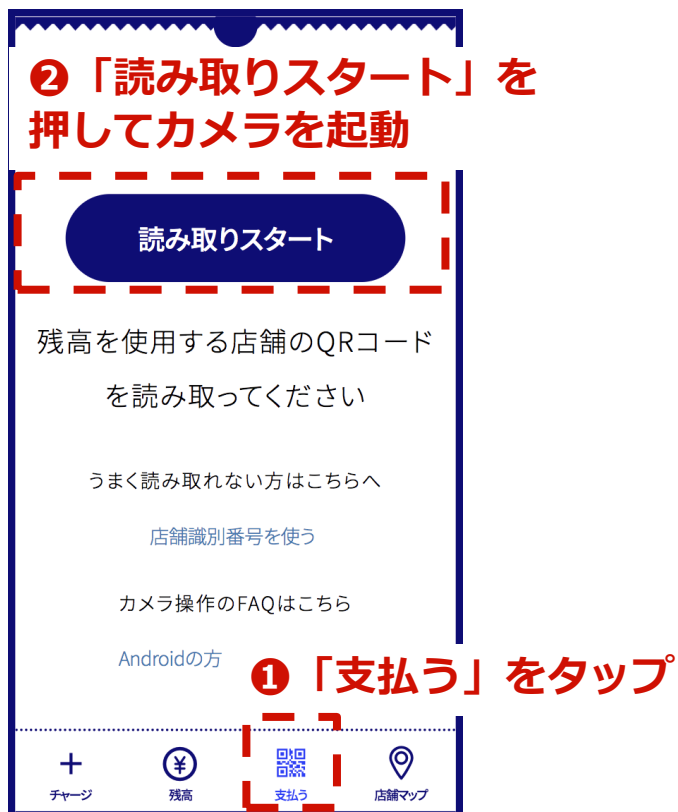 ❷「読み取りスタート」を
押してカメラを起動
読み取りスタート
残高を使用する店舗のQRコード
を読み取ってください
うまく読み取れない方はこちらへ
店舗識別番号を使う
カメラ操作のFAQはこちら
Androidの方
❶「支払う」をタップ
チャージ
残高
支払う
店舗マップ